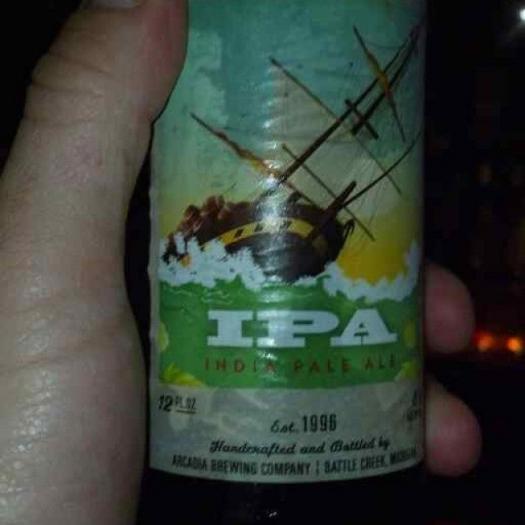 IPA
INDIA PALE ALE
12 FL.OZ
Est. 1996
Handcrafted and Bottled by
ARCADIA BREWING COMPANY | BATTLE CREEK, MICHIGAN